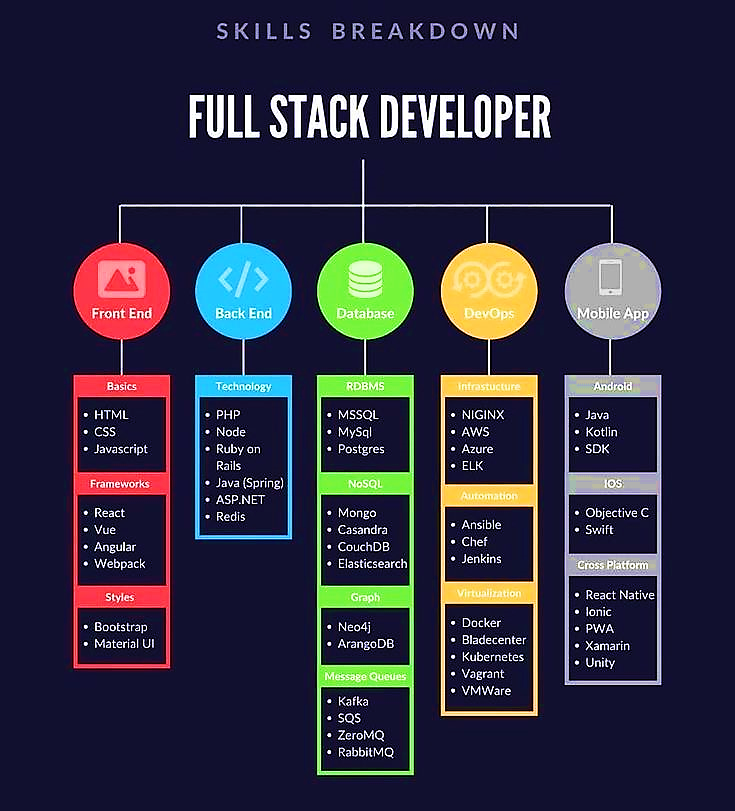 SKILLS BREAKDOWN
FULL STACK DEVELOPER
Front End
Basics
HTML
CSS
Javascript
Frameworks
React
Vue
Angular
Webpack
Styles
Bootstrap
Material UI
Back End
Technology
PHP
Node
Ruby on
Rails
Java (Spring)
ASP.NET
Redis
Database
RDBMS
MSSQL
MySql
Postgres
NoSQL
Mongo
Casandra
CouchDB
Elasticsearch
Graph
Neo4j
ArangoDB
Message Queues
Kafka
SQS
ZeroMQ
RabbitMQ
DevOps
Infrastucture
NIGINX
AWS
Azure
ELK
Automation
Ansible
Chef
Jenkins
Virtualization
Docker
Bladecenter
Kubernetes
Vagrant
VMWare
Mobile App
Android
Java
Kotlin
SDK
IOS
Objective C
Swift
Cross Platform
React Native
Ionic
PWA
Xamarin
Unity